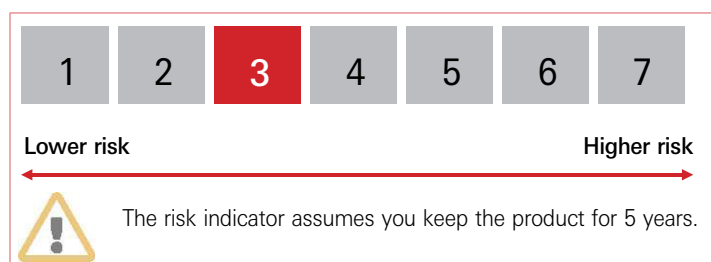 1 2 3 4 5 6 7
Lower risk Higher risk
The risk indicator assumes you keep the product for 5 years.